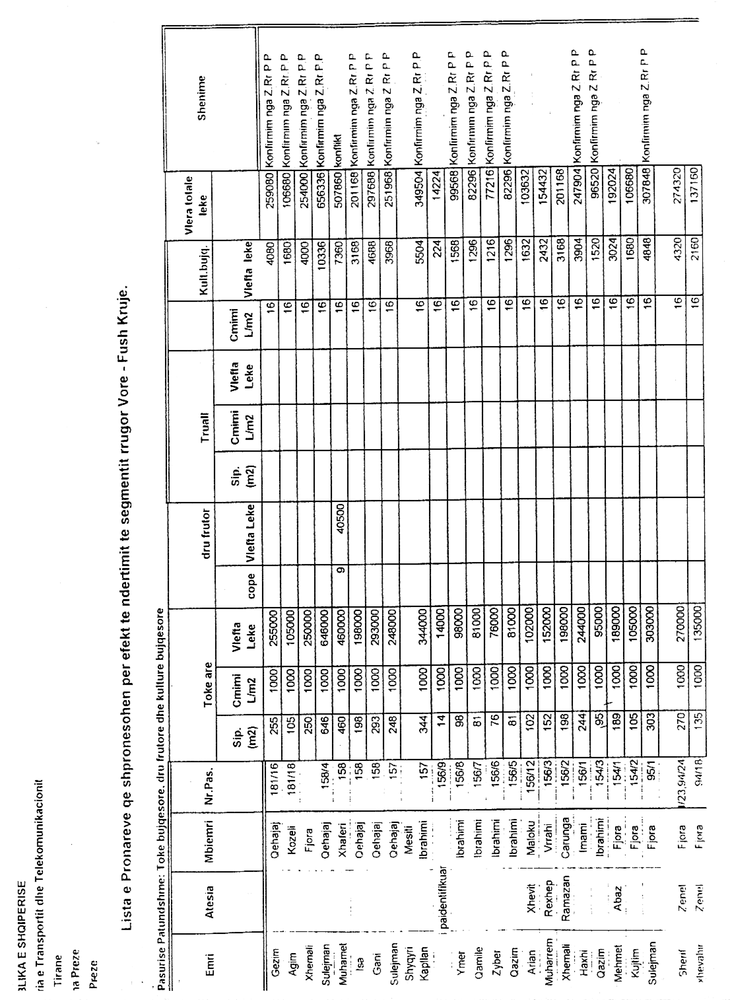 BLIKA E SHQIPERISE
ria e Transportit dhe Telekomunikacionit
Tirane
na Preze
Preze
Lista e Pronareve qe shpronesohen per efekt te ndertimit te segmentit rrugor Vore - Fush Kruje.
Pasurise Patundshme: Toke bujqesore. dru frutore dhe kulture bujqesore
Emri Atesia Mbiemri Nr.Pas. Toke are dru frutor Truall Kult.bujq. Vlera totale leke Shenime
Sip. (m2) Cmimi L/m2 Vlefta Leke cope Vlefta Leke Sip. (m2) Cmimi L/m2 Vlefta Leke Cmimi L/m2 Vlefta leke
Gezim Qehajaj 181/16 255 1000 255000 16 4080 259080 Konfirmim nga Z.Rr P P
Agim Kozeli 181/18 105 1000 105000 16 1680 106680 Konfirmim nga Z.Rr P P
Xhemali Fjora 250 1000 250000 16 4000 254000 Konfirmim nga Z.Rr P.P
Sulejman Qehajaj 158/4 646 1000 646000 16 10336 656336 Konfirmim nga Z.Rr P.P
Muhamet Xhaferi 158 460 1000 460000 9 40500 16 7360 507860 konflikt
Isa Qehajaj 158 198 1000 198000 16 3168 201168 Konfirmim nga Z.Rr P P
Gani Qehajaj 158 293 1000 293000 16 4688 297688 Konfirmim nga Z.Rr P P
Sulejman Qehajaj 157 248 1000 248000 16 3968 251968 Konfirmim nga Z Rr P P
Shyqyri Mesiti
Kapllan Ibrahimi 157 344 1000 344000 16 5504 349504 Konfirmim nga Z.Rr P.P
i paidentifikuar 156/9 14 1000 14000 16 224 14224
Ymer Ibrahimi 156/8 98 1000 98000 16 1568 99568 Konfirmim nga Z.Rr P P
Qamile Ibrahimi 156/7 81 1000 81000 16 1296 82296 Konfirmim nga Z.Rr P P
Zyber Ibrahimi 156/6 76 1000 76000 16 1216 77216 Konfirmim nga Z.Rr P.P
Qazim Ibrahimi 156/5 81 1000 81000 16 1296 82296 Konfirmim nga Z.Rr P P
Arian Xhevit Maloku 156/12 102 1000 102000 16 1632 103632
Muharrem Rexhep Vrrahi 156/3 152 1000 152000 16 2432 154432
Xhemali Ramazan Carunga 156/2 198 1000 198000 16 3168 201168
Haxhi Imami 156/1 244 1000 244000 16 3904 247904 Konfirmim nga Z.Rr P P
Qazim Ibrahimi 154/3 95 1000 95000 16 1520 96520 Konfirmim nga Z Rr P P
Mehmet Abaz Fjora 154/1 189 1000 189000 16 3024 192024
Kujtim Fjora 154/2 105 1000 105000 16 1680 106680
Sulejman Fjora 95/1 303 1000 303000 16 4848 307848 Konfirmim nga Z.Rr P P
Sherif Zenel Fjora /23,94/24 270 1000 270000 16 4320 274320
xhevahir Zenel Fjora 94/18 135 1000 135000 16 2160 137160